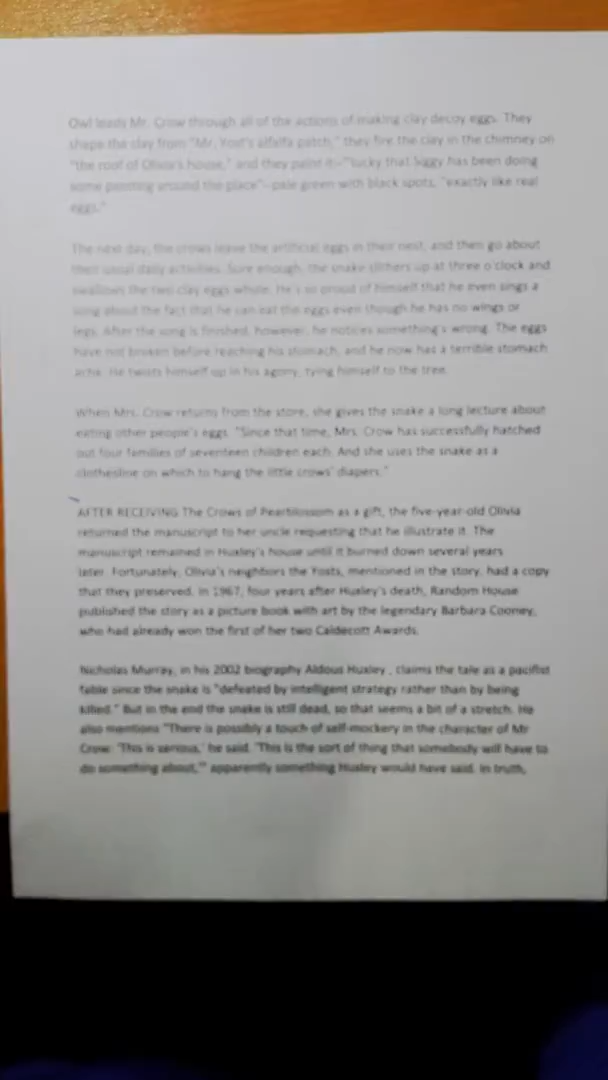 Owl leads Mr. Crow through all of the actions of making clay decoy eggs. They
shape the clay from "Mr. Yost's alfalfa patch," they fire the clay in the chimney on
"the roof of Olivia's house," and they paint it—"lucky that Siggy has been doing
some painting around the place"—pale green with black spots, "exactly like real
eggs."
The next day, the crows leave the artificial eggs in their nest, and then go about
their usual daily activities. Sure enough, the snake slithers up at three o'clock and
swallows the two clay eggs whole. He's so proud of himself that he even sings a
song about the fact that he can eat the eggs even though he has no wings or
legs. After the song is finished, however, he notices something's wrong. The eggs
have not broken before reaching his stomach, and he now has a terrible stomach
ache. He twists himself up in his agony, tying himself to the tree.
When Mrs. Crow returns from the store, she gives the snake a long lecture about
eating other people's eggs. "Since that time, Mrs. Crow has successfully hatched
out four families of seventeen children each. And she uses the snake as a
clothesline on which to hang the little crows' diapers."
AFTER RECEIVING The Crows of Pearblossom as a gift, the five-year-old Olivia
returned the manuscript to her uncle requesting that he illustrate it. The
manuscript remained in Huxley's house until it burned down several years
later. Fortunately, Olivia's neighbors the Yosts, mentioned in the story, had a copy
that they preserved. In 1967, four years after Huxley's death, Random House
published the story as a picture book with art by the legendary Barbara Cooney,
who had already won the first of her two Caldecott Awards.
Nicholas Murray, in his 2002 biography Aldous Huxley , claims the tale as a pacifist
fable since the snake is "defeated by intelligent strategy rather than by being
killed." But in the end the snake is still dead, so that seems a bit of a stretch. He
also mentions "There is possibly a touch of self-mockery in the character of Mr
Crow: 'This is serious,' he said. 'This is the sort of thing that somebody will have to
do something about,'" apparently something Huxley would have said. In truth,